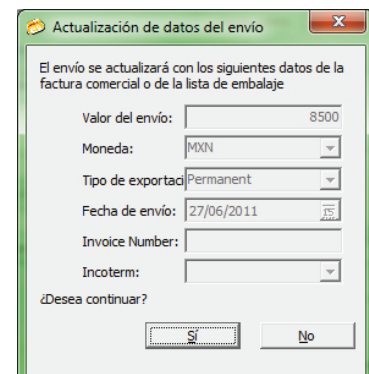 Actualización de datos del envío
El envío se actualizará con los siguientes datos de la
factura comercial o de la lista de embalaje
Valor del envío: 8500
Moneda: MXN
Tipo de exportaci Permanent
Fecha de envío: 27/06/2011 15
Invoice Number:
Incoterm:
¿Desea continuar?
Sí No